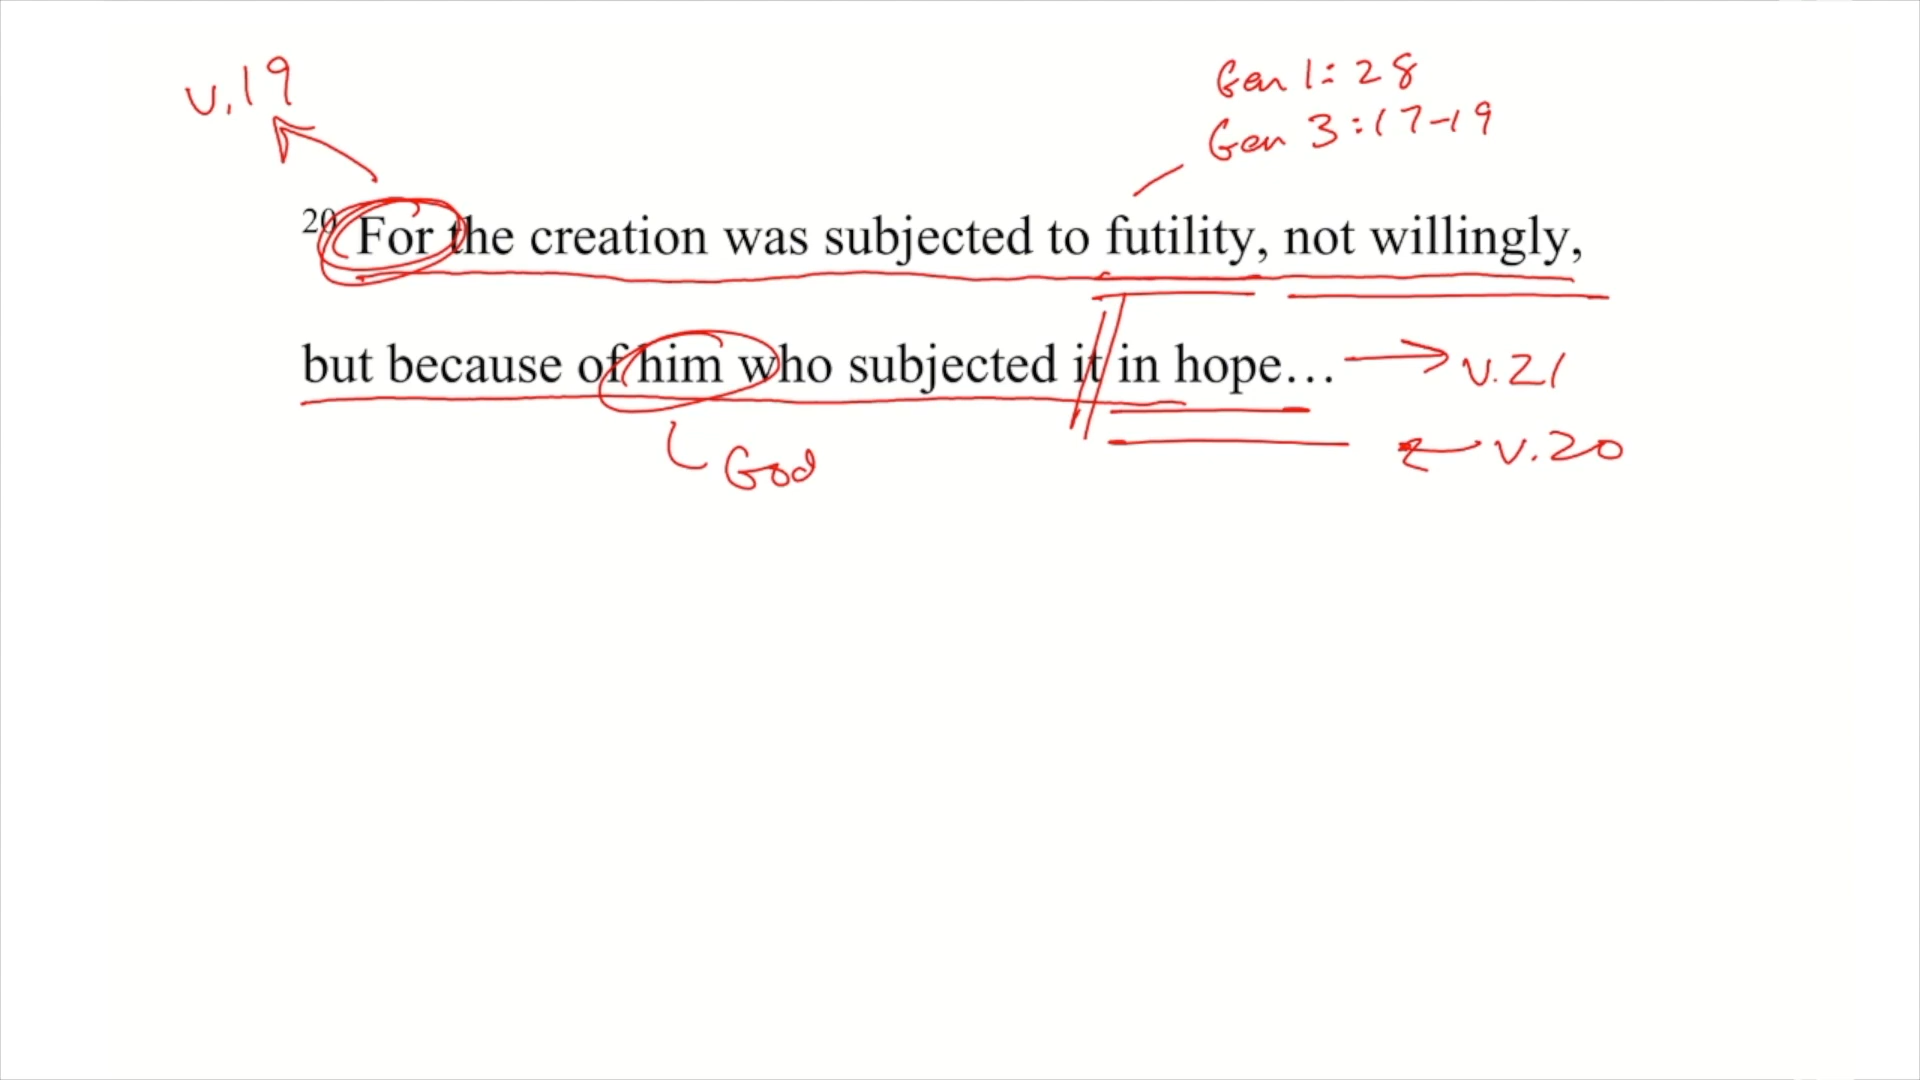 v.19
Gen 1:28
Gen 3:17-19
20 For the creation was subjected to futility, not willingly,
but because of him who subjected it in hope... → v.21
← v.20
God